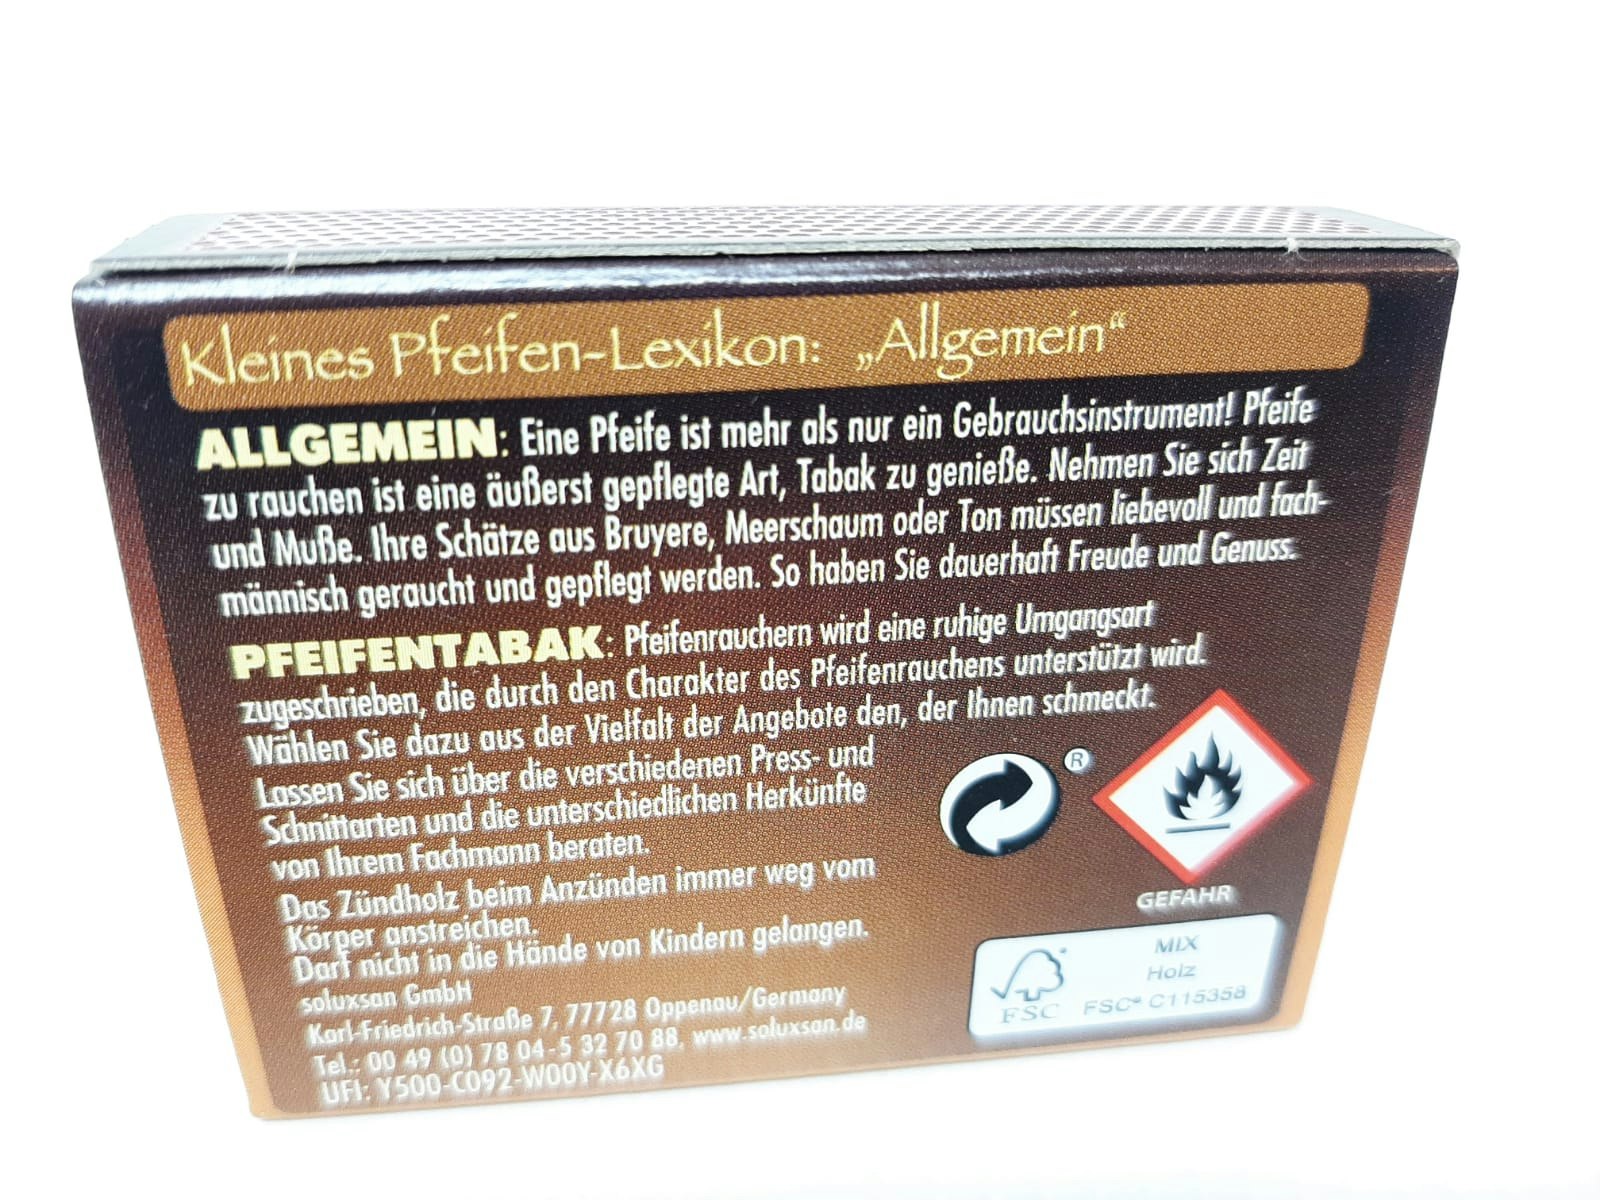 Kleines Pfeifen-Lexikon: „Allgemein“
ALLGEMEIN: Eine Pfeife ist mehr als nur ein Gebrauchsinstrument! Pfeife
zu rauchen ist eine äußerst gepflegte Art, Tabak zu genieße. Nehmen Sie sich Zeit
und Muße. Ihre Schätze aus Bruyere, Meerschaum oder Ton müssen liebevoll und fach-
männisch geraucht und gepflegt werden. So haben Sie dauerhaft Freude und Genuss.
PFEIFENTABAK: Pfeifenrauchern wird eine ruhige Umgangsart
zugeschrieben, die durch den Charakter des Pfeifenrauchens unterstützt wird.
Wählen Sie dazu aus der Vielfalt der Angebote den, der Ihnen schmeckt.
Lassen Sie sich über die verschiedenen Press- und
Schnittarten und die unterschiedlichen Herkünfte
von Ihrem Fachmann beraten.
Das Zündholz beim Anzünden immer weg vom
Körper anstreichen.
Darf nicht in die Hände von Kindern gelangen.
soluxsan GmbH
Karl-Friedrich-Straße 7, 77728 Oppenau/Germany
Tel.: 00 49 (0) 78 04-5 32 70 88, www.soluxsan.de
UFI: Y500-C092-W00Y-X6XG
®
GEFAHR
MIX
Holz
FSC
FSC® C115358